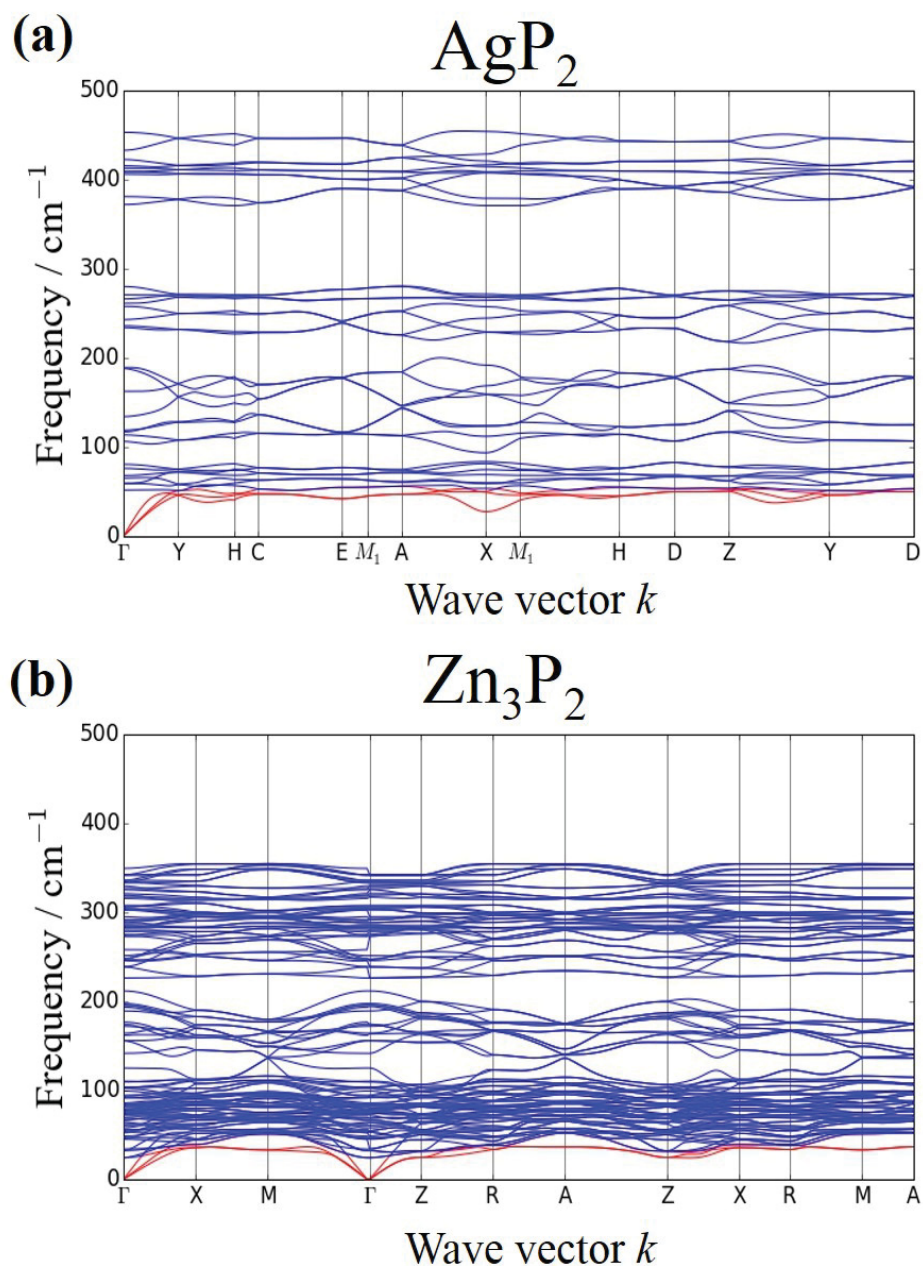 (a)
AgP₂
Frequency / cm⁻¹
500
400
300
200
100
0
Γ Y H C E M₁ A X M₁ H D Z Y D
Wave vector k
(b)
Zn₃P₂
Frequency / cm⁻¹
500
400
300
200
100
0
Γ X M Γ Z R A Z X R M A
Wave vector k